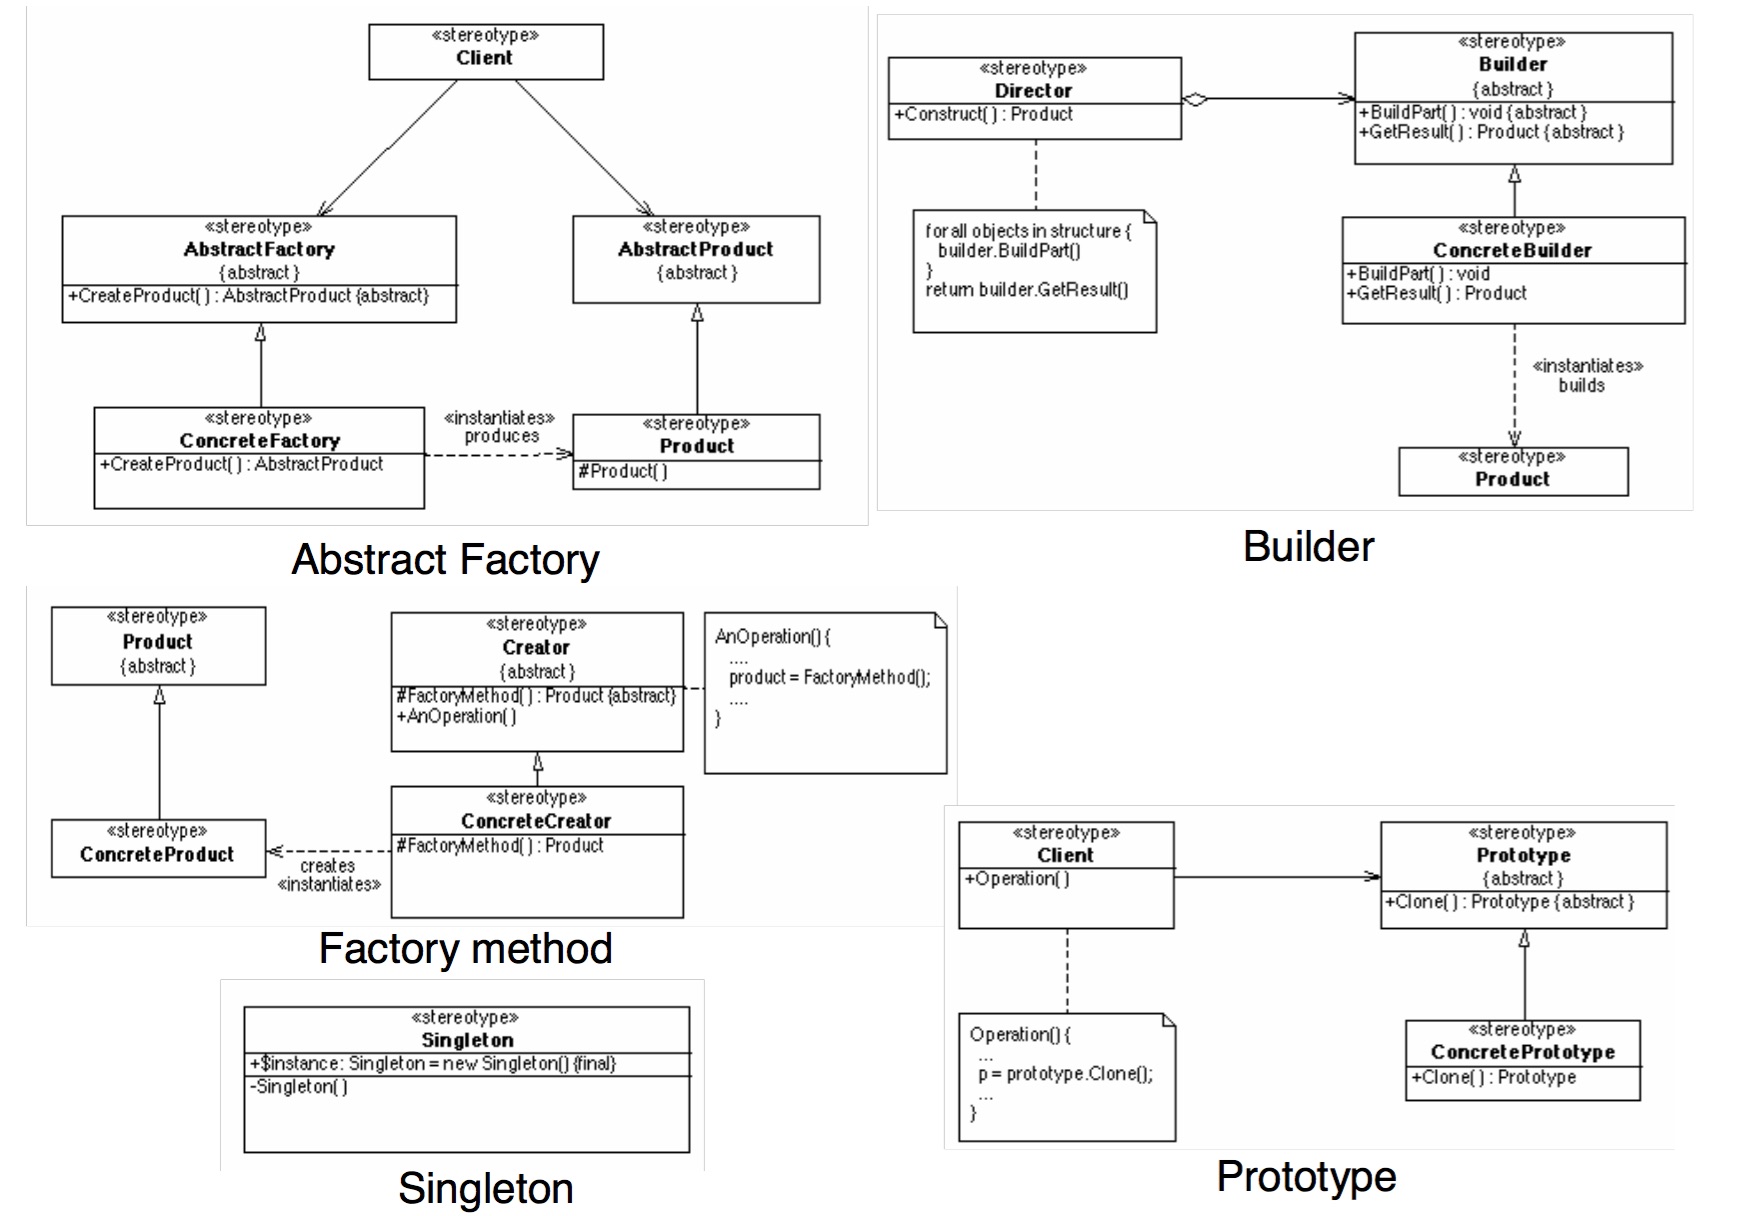 «stereotype»
Client
«stereotype»
AbstractFactory
{abstract}
+CreateProduct() : AbstractProduct {abstract}
«stereotype»
AbstractProduct
{abstract}
«stereotype»
ConcreteFactory
+CreateProduct() : AbstractProduct
«instantiates»
produces
«stereotype»
Product
#Product()
Abstract Factory
«stereotype»
Director
+Construct() : Product
«stereotype»
Builder
{abstract}
+BuildPart() : void {abstract}
+GetResult() : Product {abstract}
for all objects in structure {
builder.BuildPart()
}
return builder.GetResult()
«stereotype»
ConcreteBuilder
+BuildPart() : void
+GetResult() : Product
«instantiates»
builds
«stereotype»
Product
Builder
«stereotype»
Product
{abstract}
«stereotype»
Creator
{abstract}
#FactoryMethod() : Product {abstract}
+AnOperation()
AnOperation() {
....
product = FactoryMethod();
....
}
«stereotype»
ConcreteProduct
creates
«instantiates»
«stereotype»
ConcreteCreator
#FactoryMethod() : Product
Factory method
«stereotype»
Client
+Operation()
«stereotype»
Prototype
{abstract}
+Clone() : Prototype {abstract}
Operation() {
...
p = prototype.Clone();
...
}
«stereotype»
ConcretePrototype
+Clone() : Prototype
Prototype
«stereotype»
Singleton
+$instance: Singleton = new Singleton() {final}
-Singleton()
Singleton